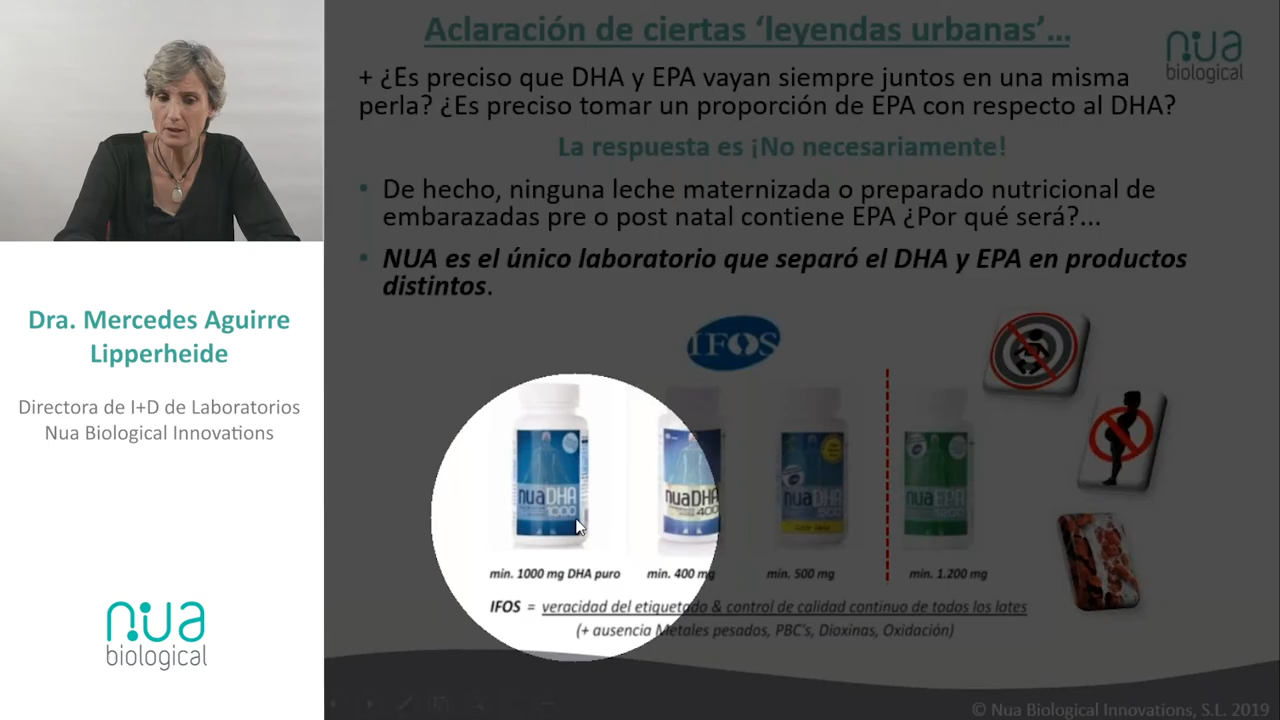 Aclaración de ciertas ‘leyendas urbanas’...
nua
biological
+ ¿Es preciso que DHA y EPA vayan siempre juntos en una misma
perla? ¿Es preciso tomar un proporción de EPA con respecto al DHA?
La respuesta es ¡No necesariamente!
• De hecho, ninguna leche maternizada o preparado nutricional de
embarazadas pre o post natal contiene EPA ¿Por qué será?...
• NUA es el único laboratorio que separó el DHA y EPA en productos
distintos.
Dra. Mercedes Aguirre
Lipperheide
Directora de I+D de Laboratorios
Nua Biological Innovations
nua
biological
IFOS
nuaDHA
1000
nuaDHA
400
nuaDHA
nuaEPA
min. 1000 mg DHA puro
min. 400 mg
min. 500 mg
min. 1.200 mg
IFOS = veracidad del etiquetado & control de calidad continuo de todos los lates
(+ ausencia Metales pesados, PBC's, Dioxinas, Oxidación)
© Nua Biological Innovations, S.L. 2019